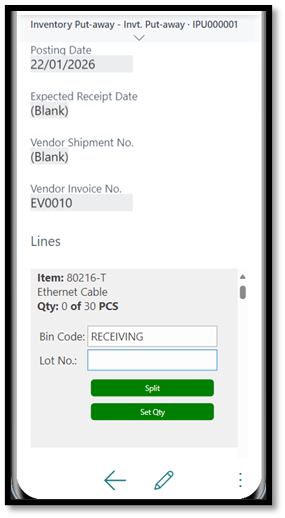 Inventory Put-away - Invt. Put-away · IPU000001
Posting Date
22/01/2026
Expected Receipt Date
(Blank)
Vendor Shipment No.
(Blank)
Vendor Invoice No.
EV0010
Lines
Item: 80216-T
Ethernet Cable
Qty: 0 of 30 PCS
Bin Code: RECEIVING
Lot No.:
Split
Set Qty